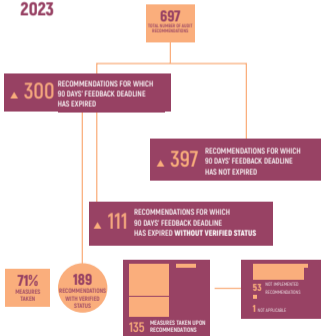 2023
697
TOTAL NUMBER OF AUDIT
RECOMMENDATIONS
300
RECOMMENDATIONS FOR WHICH
90 DAYS' FEEDBACK DEADLINE
HAS EXPIRED
397
RECOMMENDATIONS FOR WHICH
90 DAYS' FEEDBACK DEADLINE
HAS NOT EXPIRED
111
RECOMMENDATIONS FOR WHICH
90 DAYS' FEEDBACK DEADLINE
HAS EXPIRED WITHOUT VERIFIED STATUS
71%
MEASURES
TAKEN
189
RECOMMENDATIONS
WITH VERIFIED
STATUS
135 MEASURES TAKEN UPON
RECOMMENDATIONS
53 NOT IMPLEMENTED
RECOMMENDATIONS
1 NOT APPLICABLE